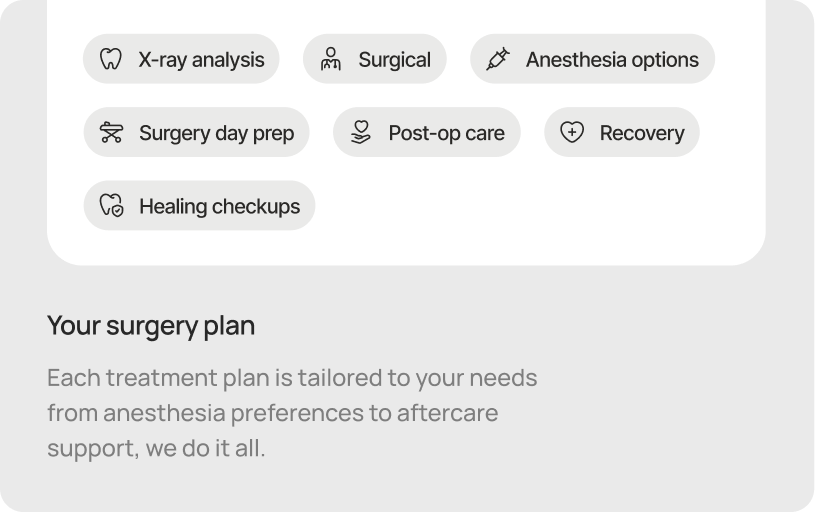 X-ray analysis
Surgical
Anesthesia options
Surgery day prep
Post-op care
Recovery
Healing checkups
Your surgery plan
Each treatment plan is tailored to your needs
from anesthesia preferences to aftercare
support, we do it all.